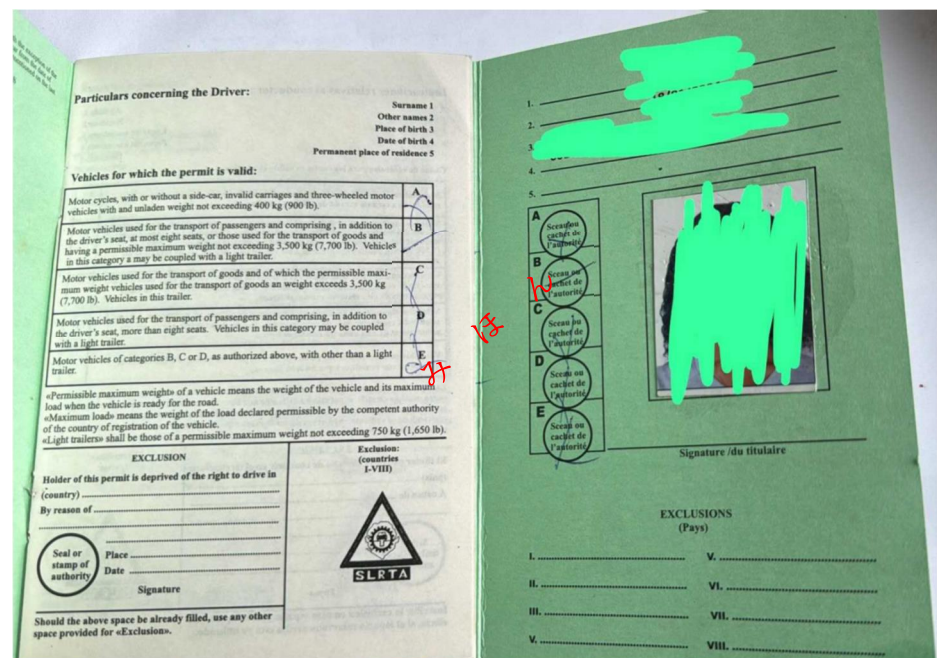 Particulars concerning the Driver:
Surname 1
Other names 2
Place of birth 3
Date of birth 4
Permanent place of residence 5
Vehicles for which the permit is valid:
Motor cycles, with or without a side-car, invalid carriages and three-wheeled motor
vehicles with and unladen weight not exceeding 400 kg (900 lb).
A
Motor vehicles used for the transport of passengers and comprising , in addition to
the driver's seat, at most eight seats, or those used for the transport of goods and
having a permissible maximum weight not exceeding 3,500 kg (7,700 lb). Vehicles
in this category a may be coupled with a light trailer.
B
Motor vehicles used for the transport of goods and of which the permissible maxi-
mum weight vehicles used for the transport of goods an weight exceeds 3,500 kg
(7,700 lb). Vehicles in this trailer.
C
Motor vehicles used for the transport of passengers and comprising, in addition to
the driver's seat, more than eight seats. Vehicles in this category may be coupled
with a light trailer.
D
Motor vehicles of categories B, C or D, as authorized above, with other than a light
trailer.
E
み
«Permissible maximum weight» of a vehicle means the weight of the vehicle and its maximum
load when the vehicle is ready for the road.
«Maximum load» means the weight of the load declared permissible by the competent authority
of the country of registration of the vehicle.
«Light trailers» shall be those of a permissible maximum weight not exceeding 750 kg (1,650 lb).
EXCLUSION
Holder of this permit is deprived of the right to drive in
(country)
By reason of
Seal or
stamp of
authority
Place
Date
Signature
Should the above space be already filled, use any other
space provided for «Exclusion».
Exclusion:
(countries
I-VIII)
SLRTA
ほ
1.
2.
3.
4.
5.
A
Sceau ou
cachet de
l'autorité
B
Sceau ou
cachet de
l'autorité
ん
C
Sceau ou
cachet de
l'autorité
D
Sceau ou
cachet de
l'autorité
E
Sceau ou
cachet de
l'autorité
Signature /du titulaire
EXCLUSIONS
(Pays)
I.
II.
III.
V.
V.
VI.
VII.
VIII.